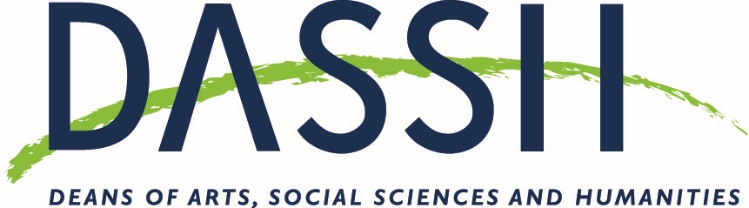 DASSH
DEANS OF ARTS, SOCIAL SCIENCES AND HUMANITIES